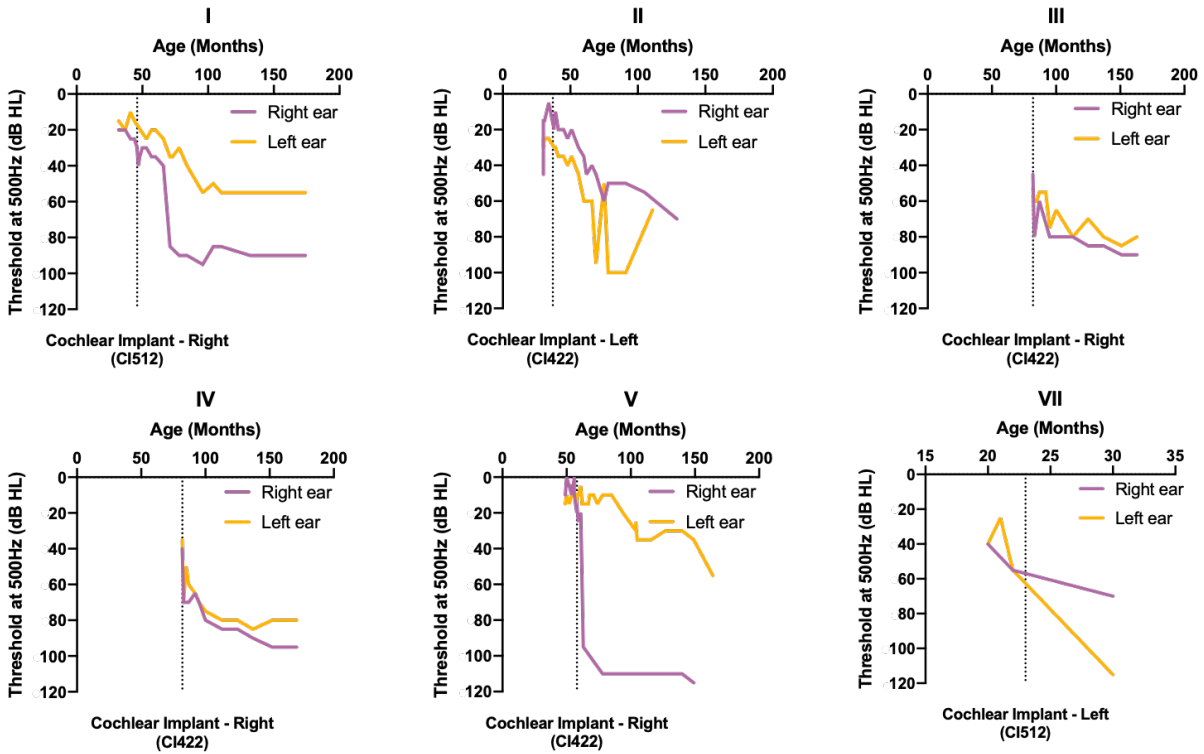 I
Age (Months)
0 50 100 150 200
Threshold at 500Hz (dB HL)
0
20
40
60
80
100
120
Right ear
Left ear
Cochlear Implant - Right
(CI512)
II
Age (Months)
0 50 100 150 200
Threshold at 500Hz (dB HL)
0
20
40
60
80
100
120
Right ear
Left ear
Cochlear Implant - Left
(CI422)
III
Age (Months)
0 50 100 150 200
Threshold at 500Hz (dB HL)
0
20
40
60
80
100
120
Right ear
Left ear
Cochlear Implant - Right
(CI422)
IV
Age (Months)
0 50 100 150 200
Threshold at 500Hz (dB HL)
0
20
40
60
80
100
120
Right ear
Left ear
Cochlear Implant - Right
(CI422)
V
Age (Months)
0 50 100 150 200
Threshold at 500Hz (dB HL)
0
20
40
60
80
100
120
Right ear
Left ear
Cochlear Implant - Right
(CI422)
VII
Age (Months)
15 20 25 30 35
Threshold at 500Hz (dB HL)
0
20
40
60
80
100
120
Right ear
Left ear
Cochlear Implant - Left
(CI512)